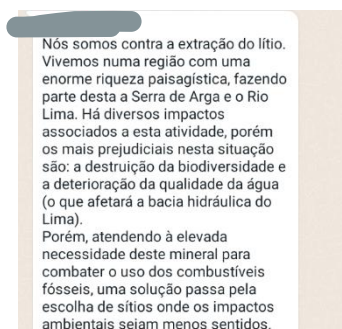 Nós somos contra a extração do lítio.
Vivemos numa região com uma
enorme riqueza paisagística, fazendo
parte desta a Serra de Arga e o Rio
Lima. Há diversos impactos
associados a esta atividade, porém
os mais prejudiciais nesta situação
são: a destruição da biodiversidade e
a deterioração da qualidade da água
(o que afetará a bacia hidráulica do
Lima).
Porém, atendendo à elevada
necessidade deste mineral para
combater o uso dos combustíveis
fósseis, uma solução passa pela
escolha de sítios onde os impactos
ambientais sejam menos sentidos.